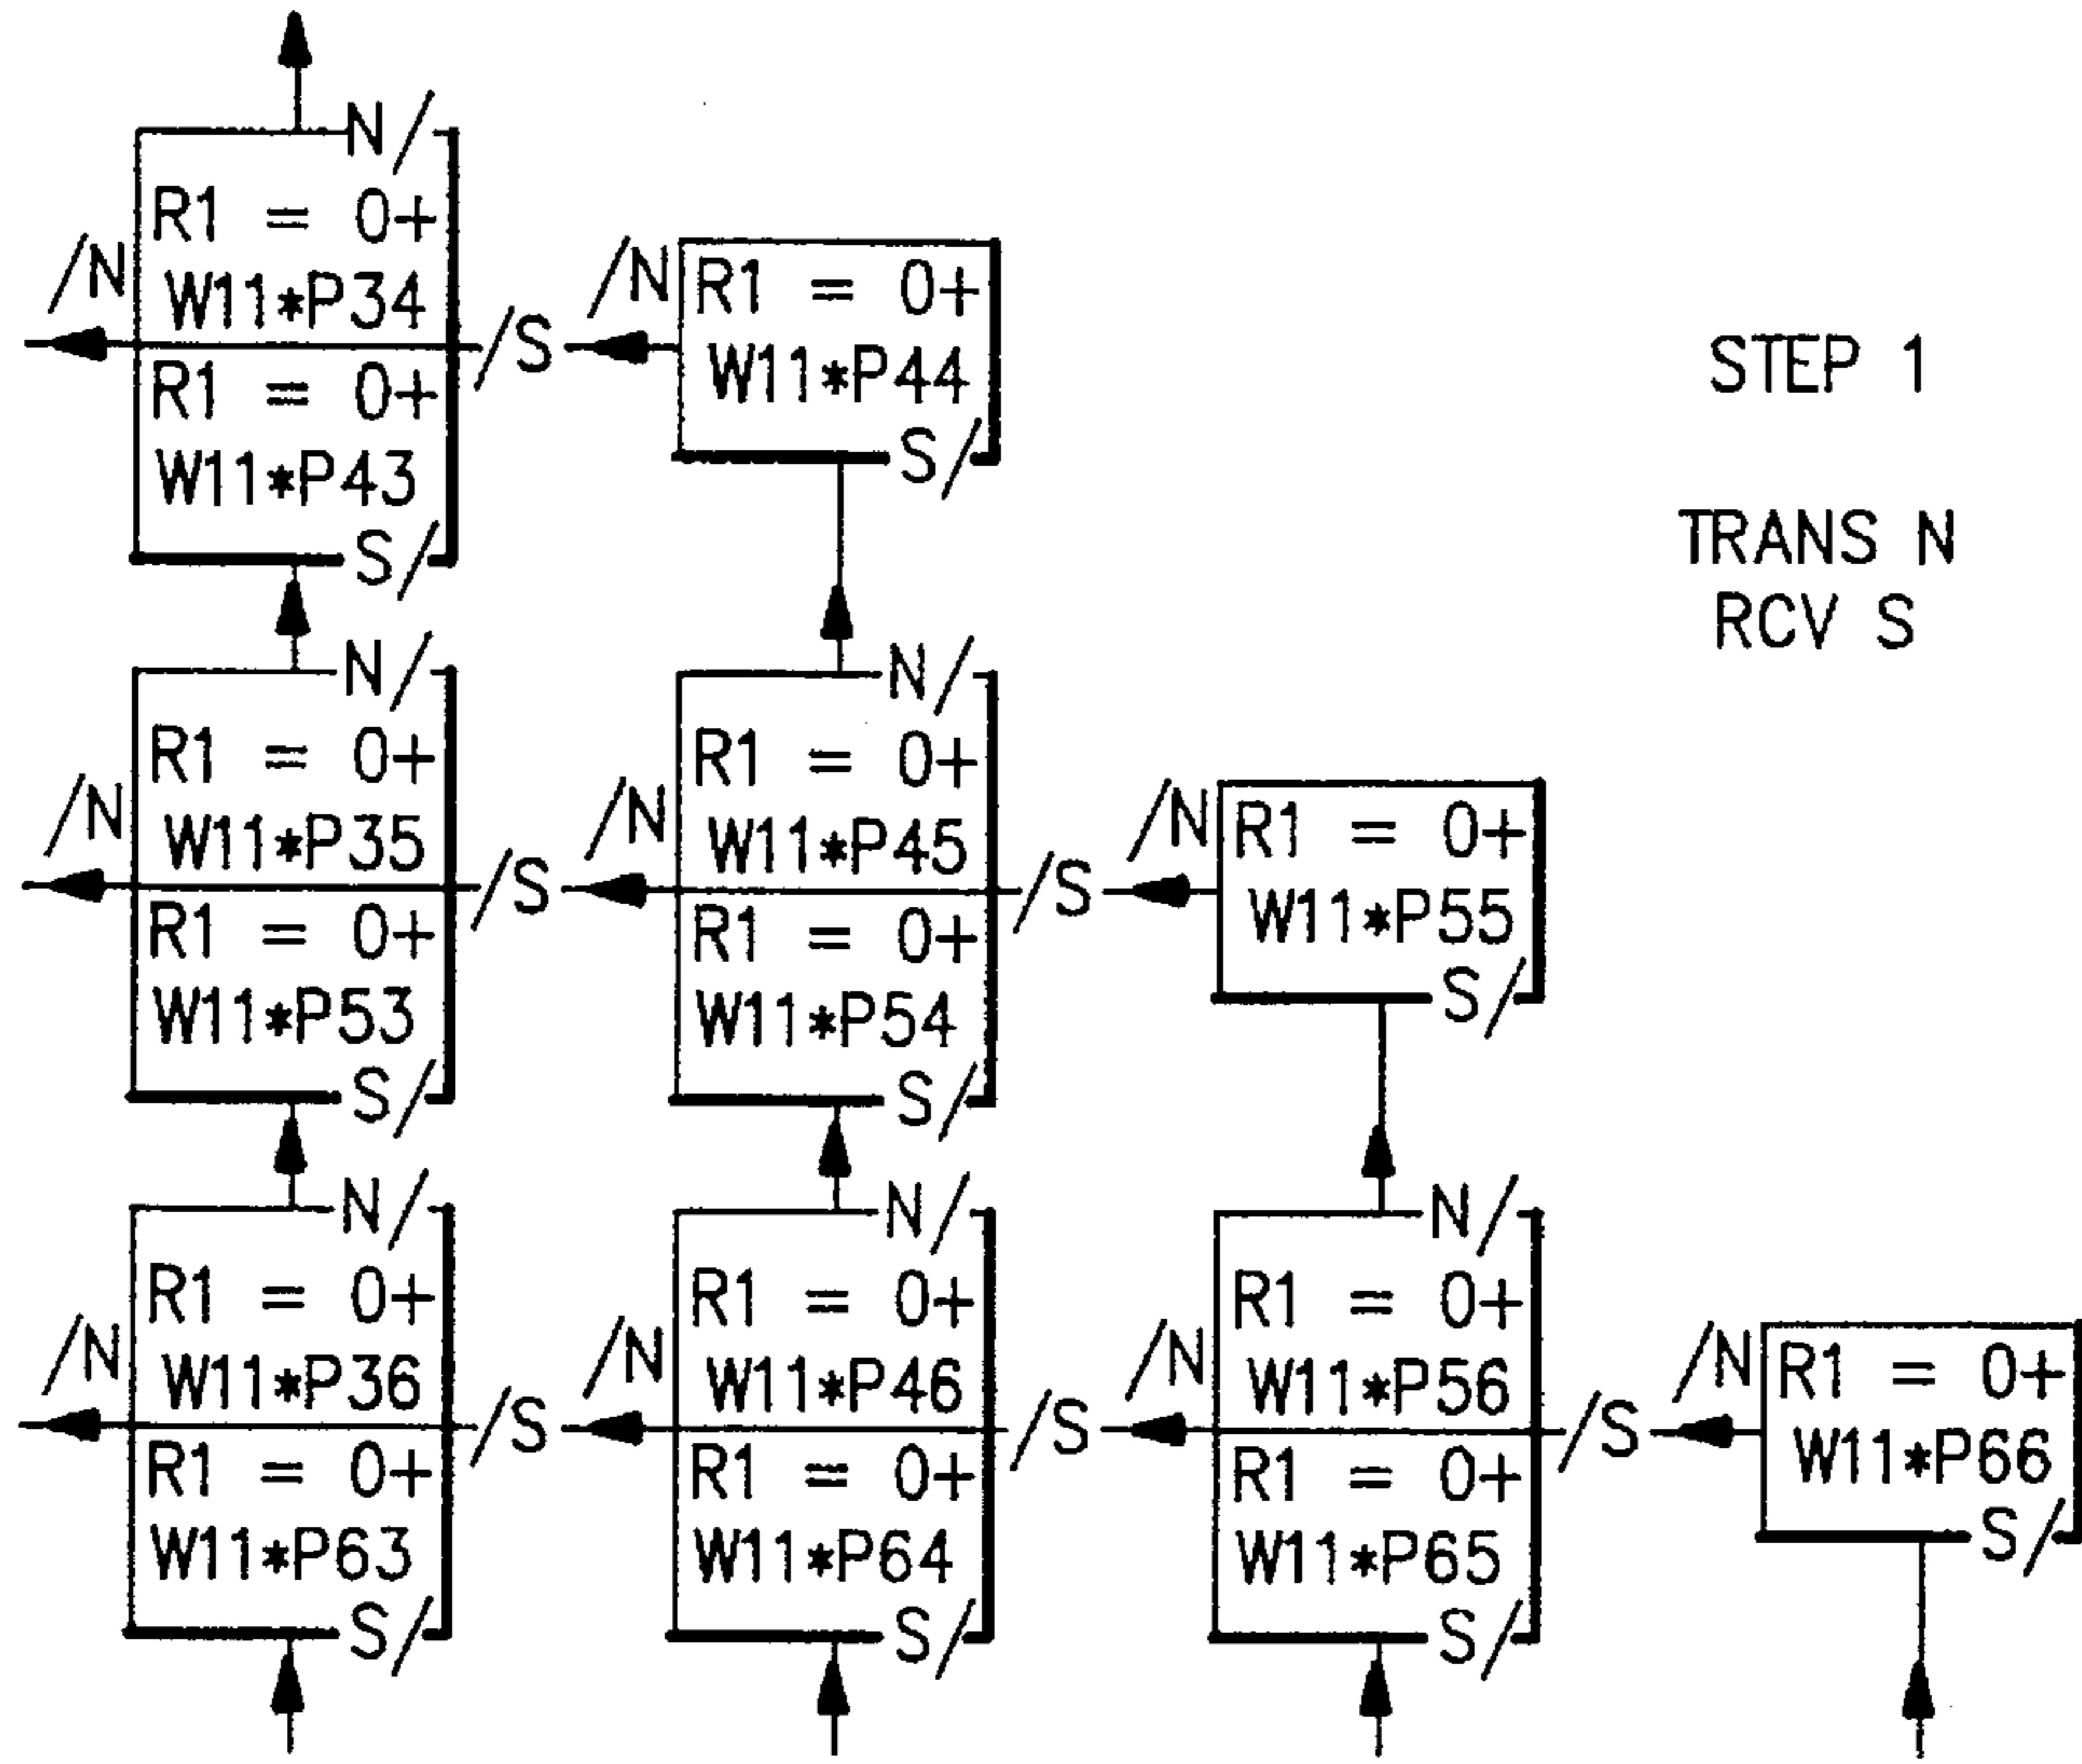 N/
R1 = 0+
W11*P34
/N
R1 = 0+
W11*P43
S/
/S
/N
R1 = 0+
W11*P44
S/
STEP 1
TRANS N
RCV S
N/
R1 = 0+
W11*P35
/N
R1 = 0+
W11*P53
S/
/S
N/
R1 = 0+
W11*P45
/N
R1 = 0+
W11*P54
S/
/S
/N
R1 = 0+
W11*P55
S/
N/
R1 = 0+
W11*P36
/N
R1 = 0+
W11*P63
S/
/S
N/
R1 = 0+
W11*P46
/N
R1 = 0+
W11*P64
S/
/S
N/
R1 = 0+
W11*P56
/N
R1 = 0+
W11*P65
S/
/S
/N
R1 = 0+
W11*P66
S/